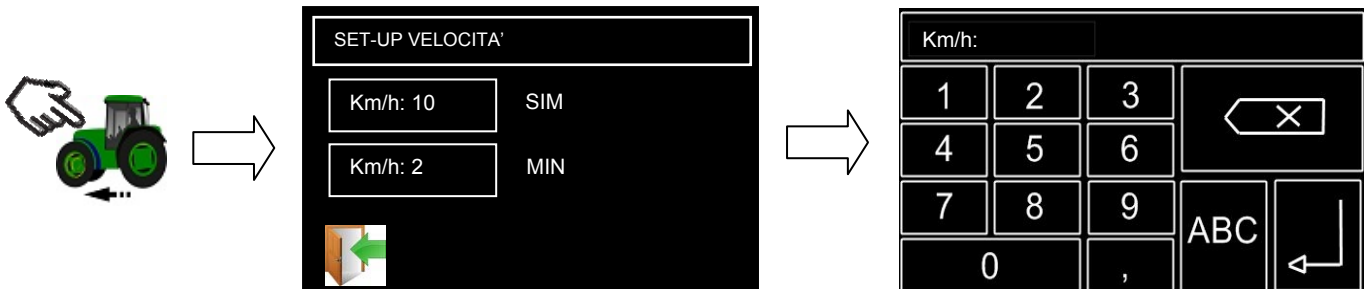 SET-UP VELOCITA’
Km/h: 10 SIM
Km/h: 2 MIN
Km/h:
1 2 3
4 5 6
7 8 9 ABC
0 ,